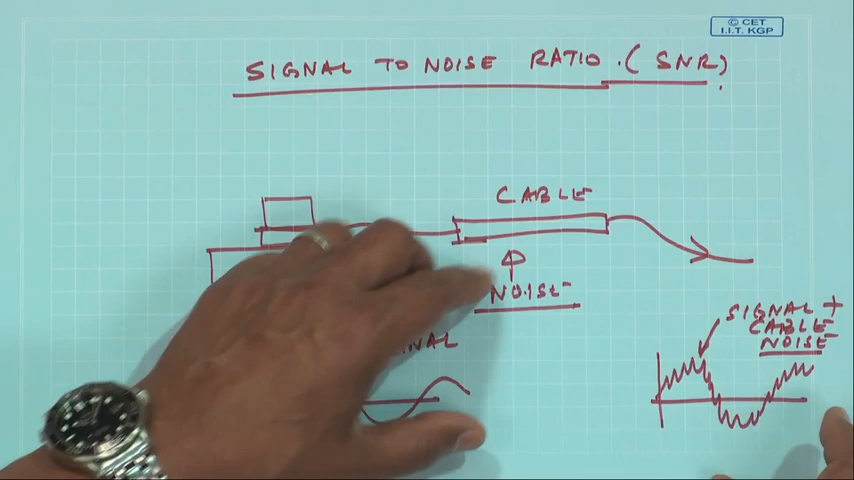 © CET
I.I.T. KGP
SIGNAL TO NOISE RATIO. (SNR).
CABLE
NOISE
SIGNAL +
CABLE
NOISE